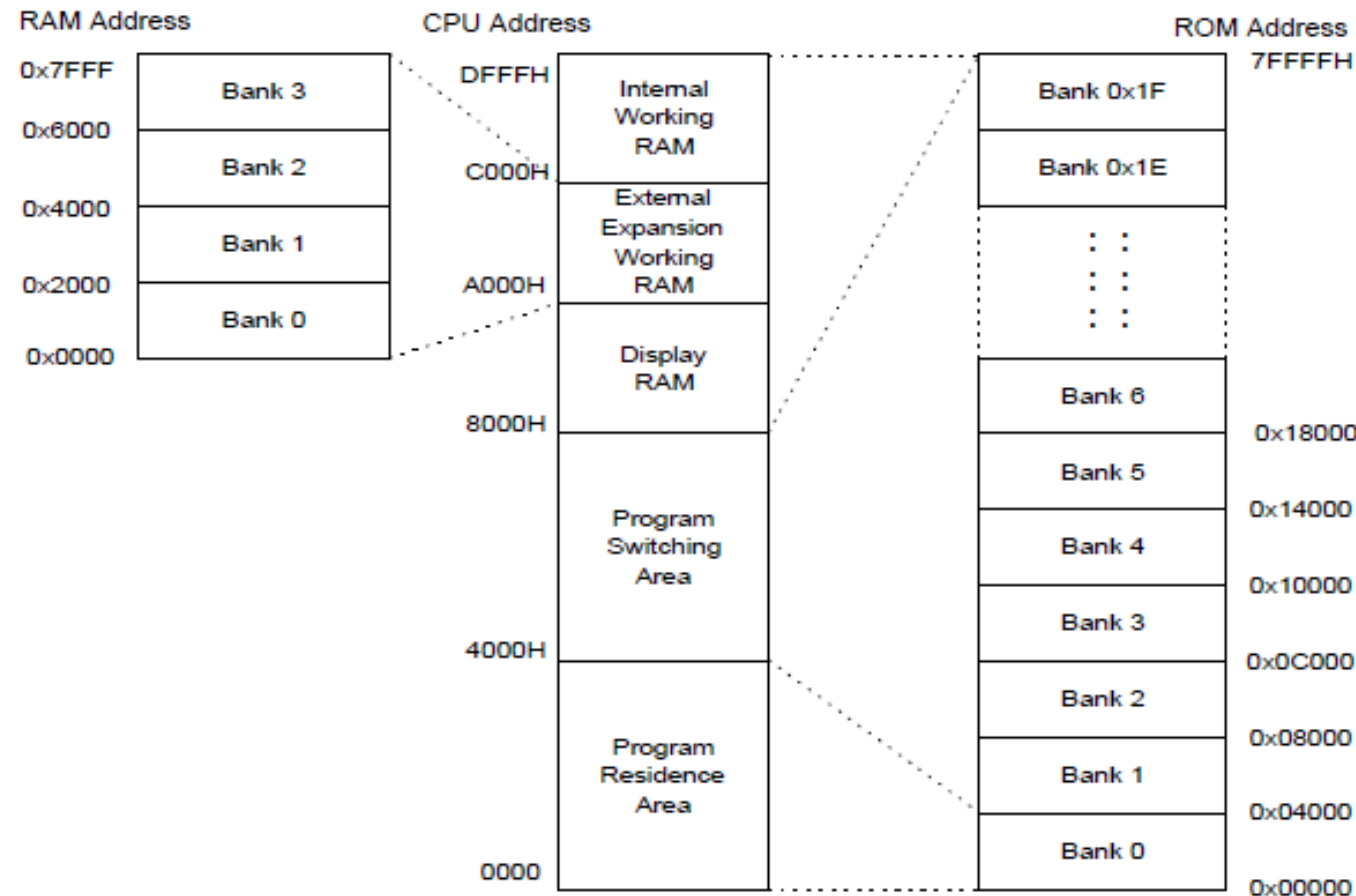 RAM Address
CPU Address
ROM Address
0x7FFF
Bank 3
0x6000
Bank 2
0x4000
Bank 1
0x2000
Bank 0
0x0000
DFFFH
Internal
Working
RAM
C000H
External
Expansion
Working
RAM
A000H
Display
RAM
8000H
Program
Switching
Area
4000H
Program
Residence
Area
0000
7FFFFH
Bank 0x1F
Bank 0x1E
Bank 6
0x18000
Bank 5
0x14000
Bank 4
0x10000
Bank 3
0x0C000
Bank 2
0x08000
Bank 1
0x04000
Bank 0
0x00000